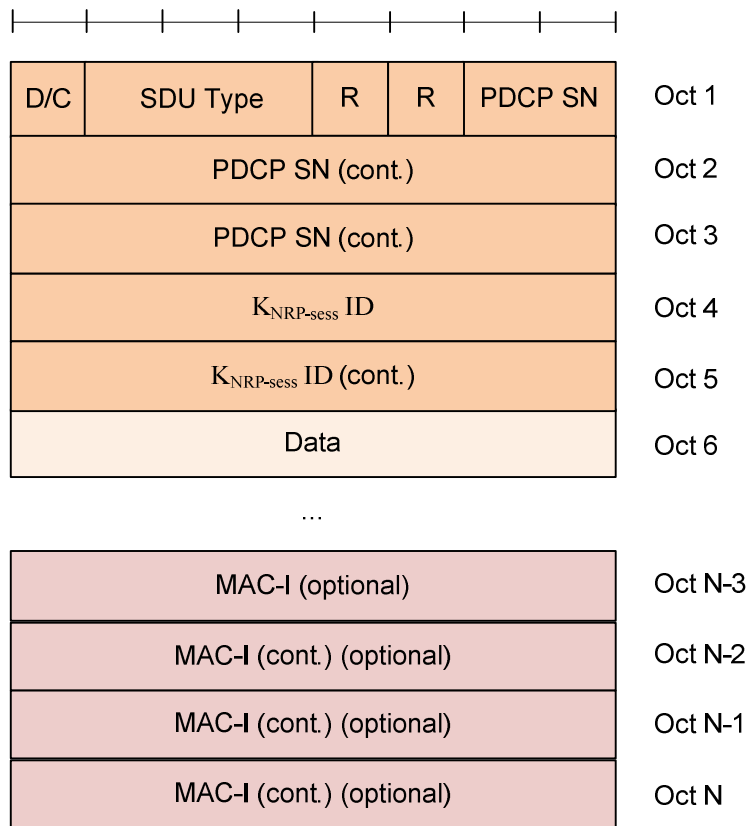 D/C SDU Type R R PDCP SN Oct 1
PDCP SN (cont.) Oct 2
PDCP SN (cont.) Oct 3
KNRP-sess ID Oct 4
KNRP-sess ID (cont.) Oct 5
Data Oct 6
...
MAC-I (optional) Oct N-3
MAC-I (cont.) (optional) Oct N-2
MAC-I (cont.) (optional) Oct N-1
MAC-I (cont.) (optional) Oct N